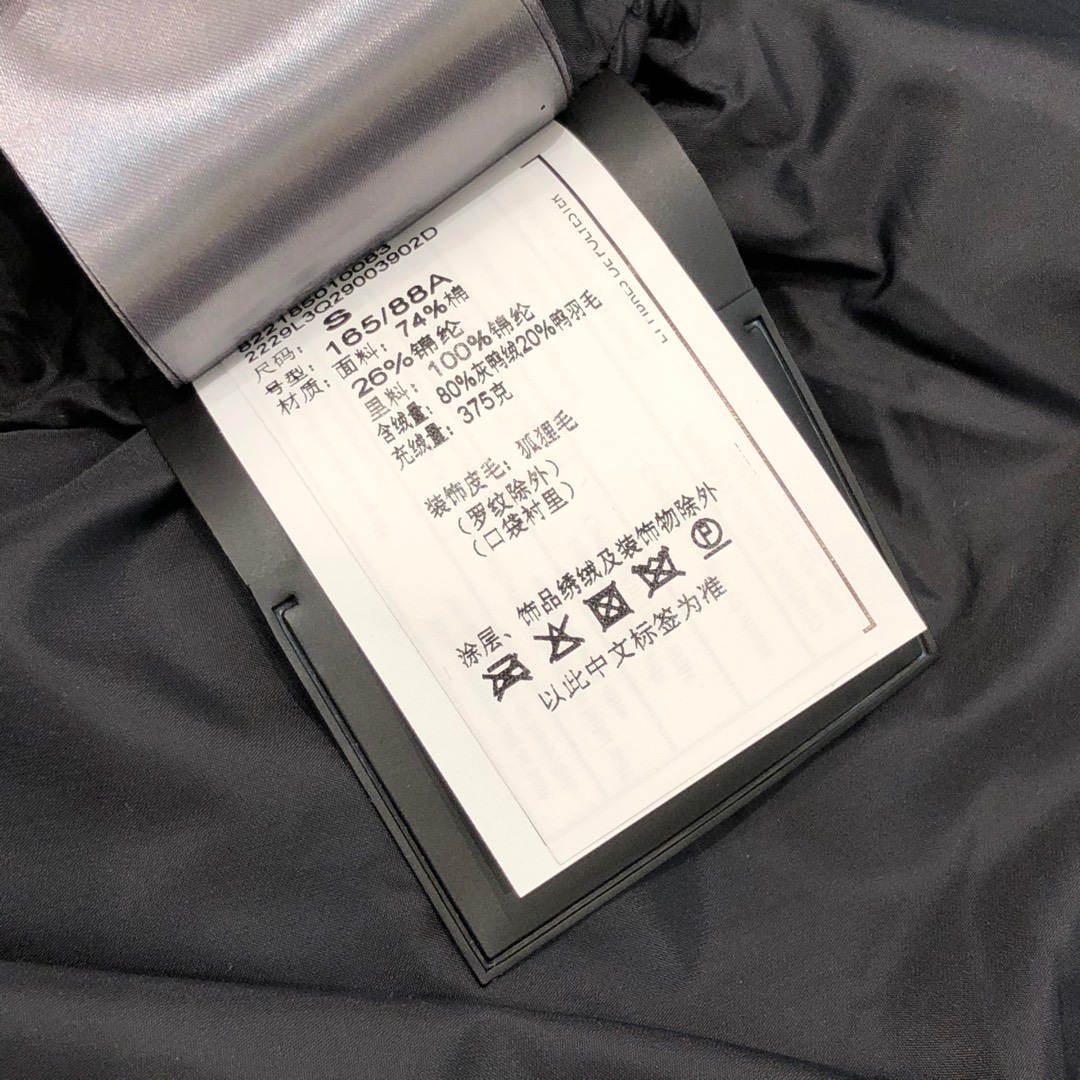 822185010083
2229L3Q29003902D
尺码: S
号型: 165/88A
材质: 面料: 74%棉
26%锦纶
里料: 100%锦纶
含绒量: 80%灰鸭绒20%鸭羽毛
充绒量: 375克
装饰皮毛: 狐狸毛
(罗纹除外)
(口袋衬里)
涂层、饰品绣绒及装饰物除外
P
以此中文标签为准